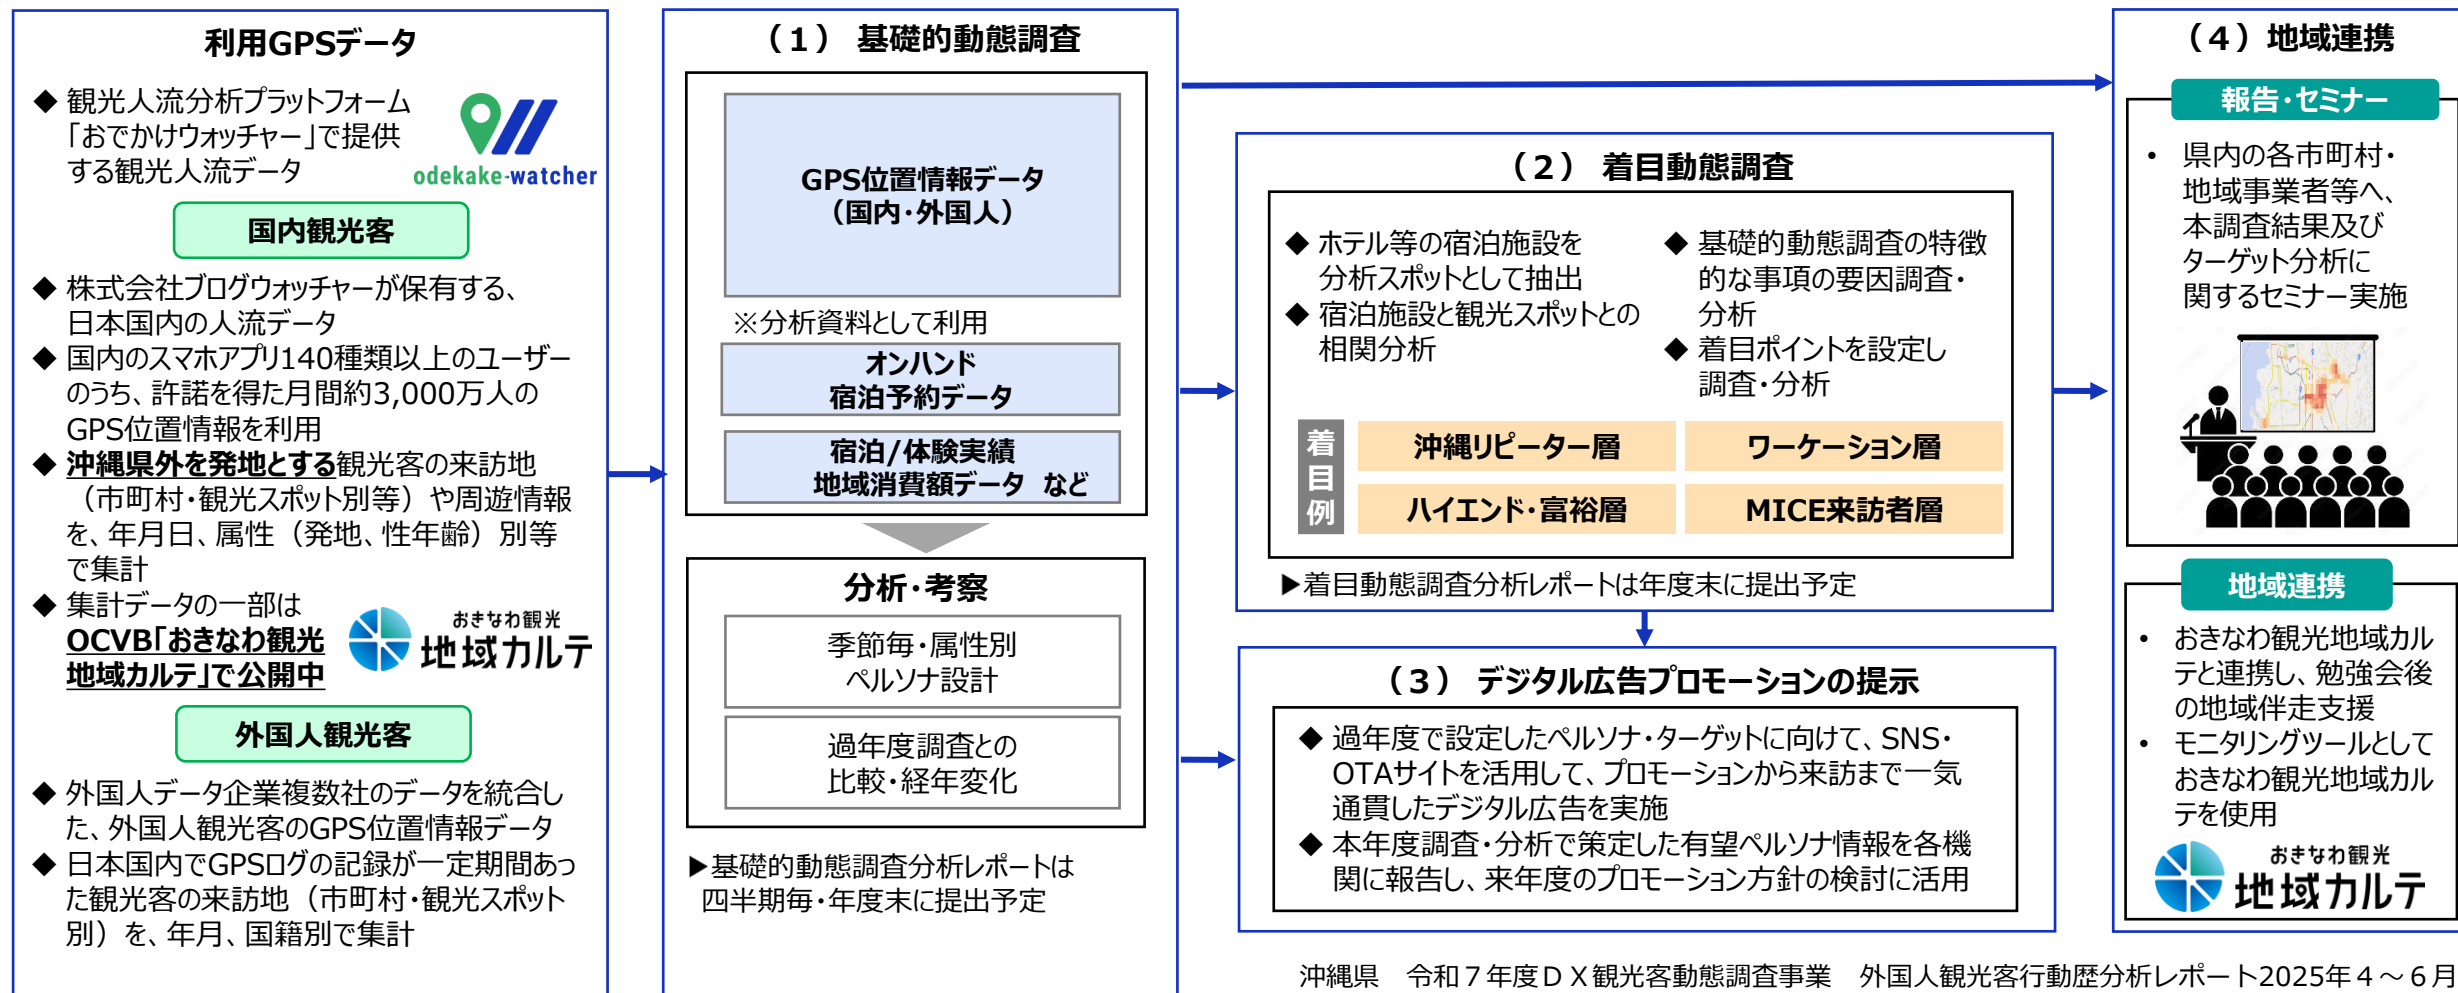 利用GPSデータ
◆ 観光人流分析プラットフォーム
「おでかけウォッチャー」で提供
する観光人流データ
odekake-watcher
国内観光客
◆ 株式会社ブログウォッチャーが保有する、
日本国内の人流データ
◆ 国内のスマホアプリ140種類以上のユーザー
のうち、許諾を得た月間約3,000万人の
GPS位置情報を利用
◆ 沖縄県外を発地とする観光客の来訪地
（市町村・観光スポット別等）や周遊情報
を、年月日、属性（発地、性年齢）別等
で集計
◆ 集計データの一部は
OCVB「おきなわ観光
地域カルテ」で公開中
おきなわ観光
地域カルテ
外国人観光客
◆ 外国人データ企業複数社のデータを統合し
た、外国人観光客のGPS位置情報データ
◆ 日本国内でGPSログの記録が一定期間あっ
た観光客の来訪地（市町村・観光スポット
別）を、年月、国籍別で集計
（1） 基礎的動態調査
GPS位置情報データ
（国内・外国人）
※分析資料として利用
オンハンド
宿泊予約データ
宿泊/体験実績
地域消費額データ など
分析・考察
季節毎・属性別
ペルソナ設計
過年度調査との
比較・経年変化
▶基礎的動態調査分析レポートは
四半期毎・年度末に提出予定
（2） 着目動態調査
◆ ホテル等の宿泊施設を
分析スポットとして抽出
◆ 宿泊施設と観光スポットとの
相関分析
◆ 基礎的動態調査の特徴
的な事項の要因調査・
分析
◆ 着目ポイントを設定し
調査・分析
着目例
沖縄リピーター層
ワーケーション層
ハイエンド・富裕層
MICE来訪者層
▶着目動態調査分析レポートは年度末に提出予定
（3） デジタル広告プロモーションの提示
◆ 過年度で設定したペルソナ・ターゲットに向けて、SNS・
OTAサイトを活用して、プロモーションから来訪まで一気
通貫したデジタル広告を実施
◆ 本年度調査・分析で策定した有望ペルソナ情報を各機
関に報告し、来年度のプロモーション方針の検討に活用
（4）地域連携
報告・セミナー
• 県内の各市町村・
地域事業者等へ、
本調査結果及び
ターゲット分析に
関するセミナー実施
地域連携
• おきなわ観光地域カル
テと連携し、勉強会後
の地域伴走支援
• モニタリングツールとして
おきなわ観光地域カル
テを使用
おきなわ観光
地域カルテ
沖縄県 令和７年度ＤＸ観光客動態調査事業 外国人観光客行動歴分析レポート2025年４～６月